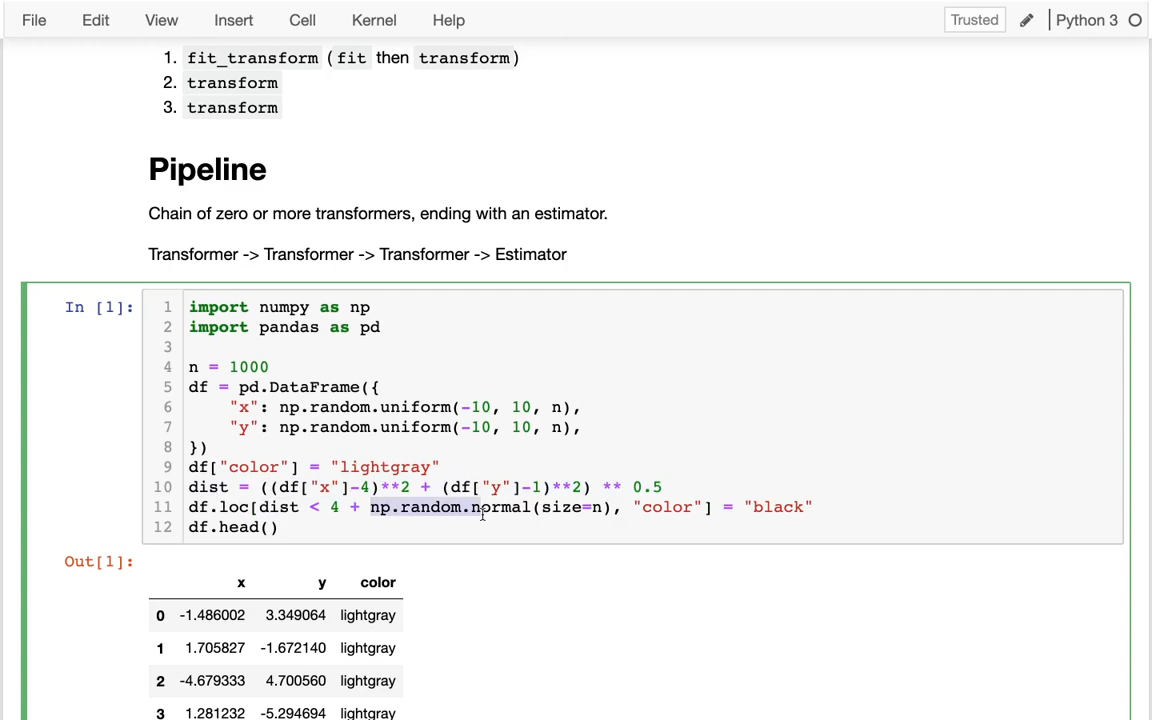 File Edit View Insert Cell Kernel Help Trusted Python 3
1. fit_transform (fit then transform)
2. transform
3. transform
Pipeline
Chain of zero or more transformers, ending with an estimator.
Transformer -> Transformer -> Transformer -> Estimator
In [1]:
1 import numpy as np
2 import pandas as pd
3
4 n = 1000
5 df = pd.DataFrame({
6     "x": np.random.uniform(-10, 10, n),
7     "y": np.random.uniform(-10, 10, n),
8 })
9 df["color"] = "lightgray"
10 dist = ((df["x"]-4)**2 + (df["y"]-1)**2) ** 0.5
11 df.loc[dist < 4 + np.random.normal(size=n), "color"] = "black"
12 df.head()
Out[1]:
x y color
0 -1.486002 3.349064 lightgray
1 1.705827 -1.672140 lightgray
2 -4.679333 4.700560 lightgray
3 1.281232 -5.294694 lightgray